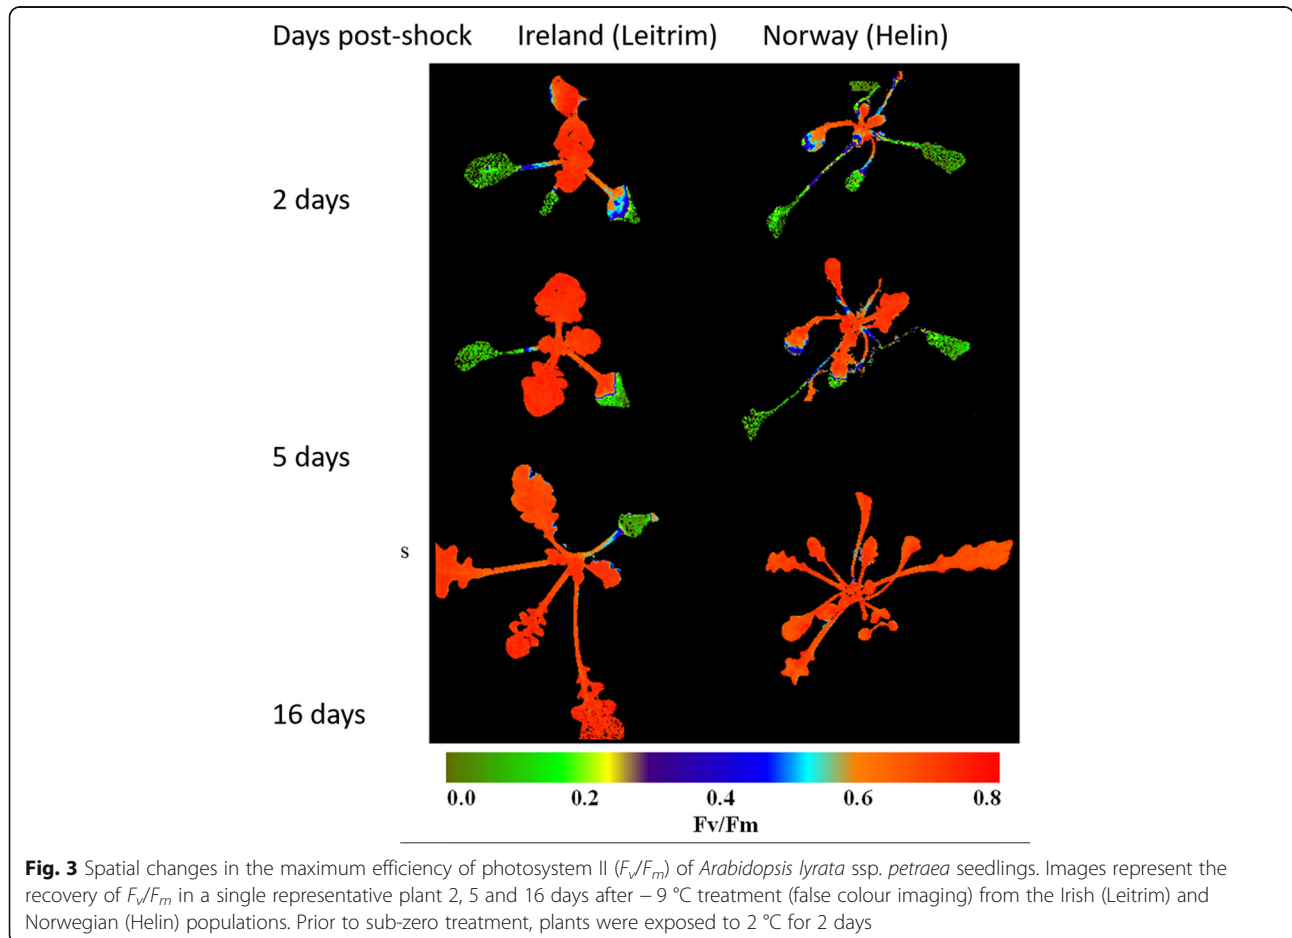 Days post-shock Ireland (Leitrim) Norway (Helin)
2 days
5 days
s
16 days
0.0 0.2 0.4 0.6 0.8
Fv/Fm
Fig. 3 Spatial changes in the maximum efficiency of photosystem II (Fv/Fm) of Arabidopsis lyrata ssp. petraea seedlings. Images represent the
recovery of Fv/Fm in a single representative plant 2, 5 and 16 days after − 9 °C treatment (false colour imaging) from the Irish (Leitrim) and
Norwegian (Helin) populations. Prior to sub-zero treatment, plants were exposed to 2 °C for 2 days